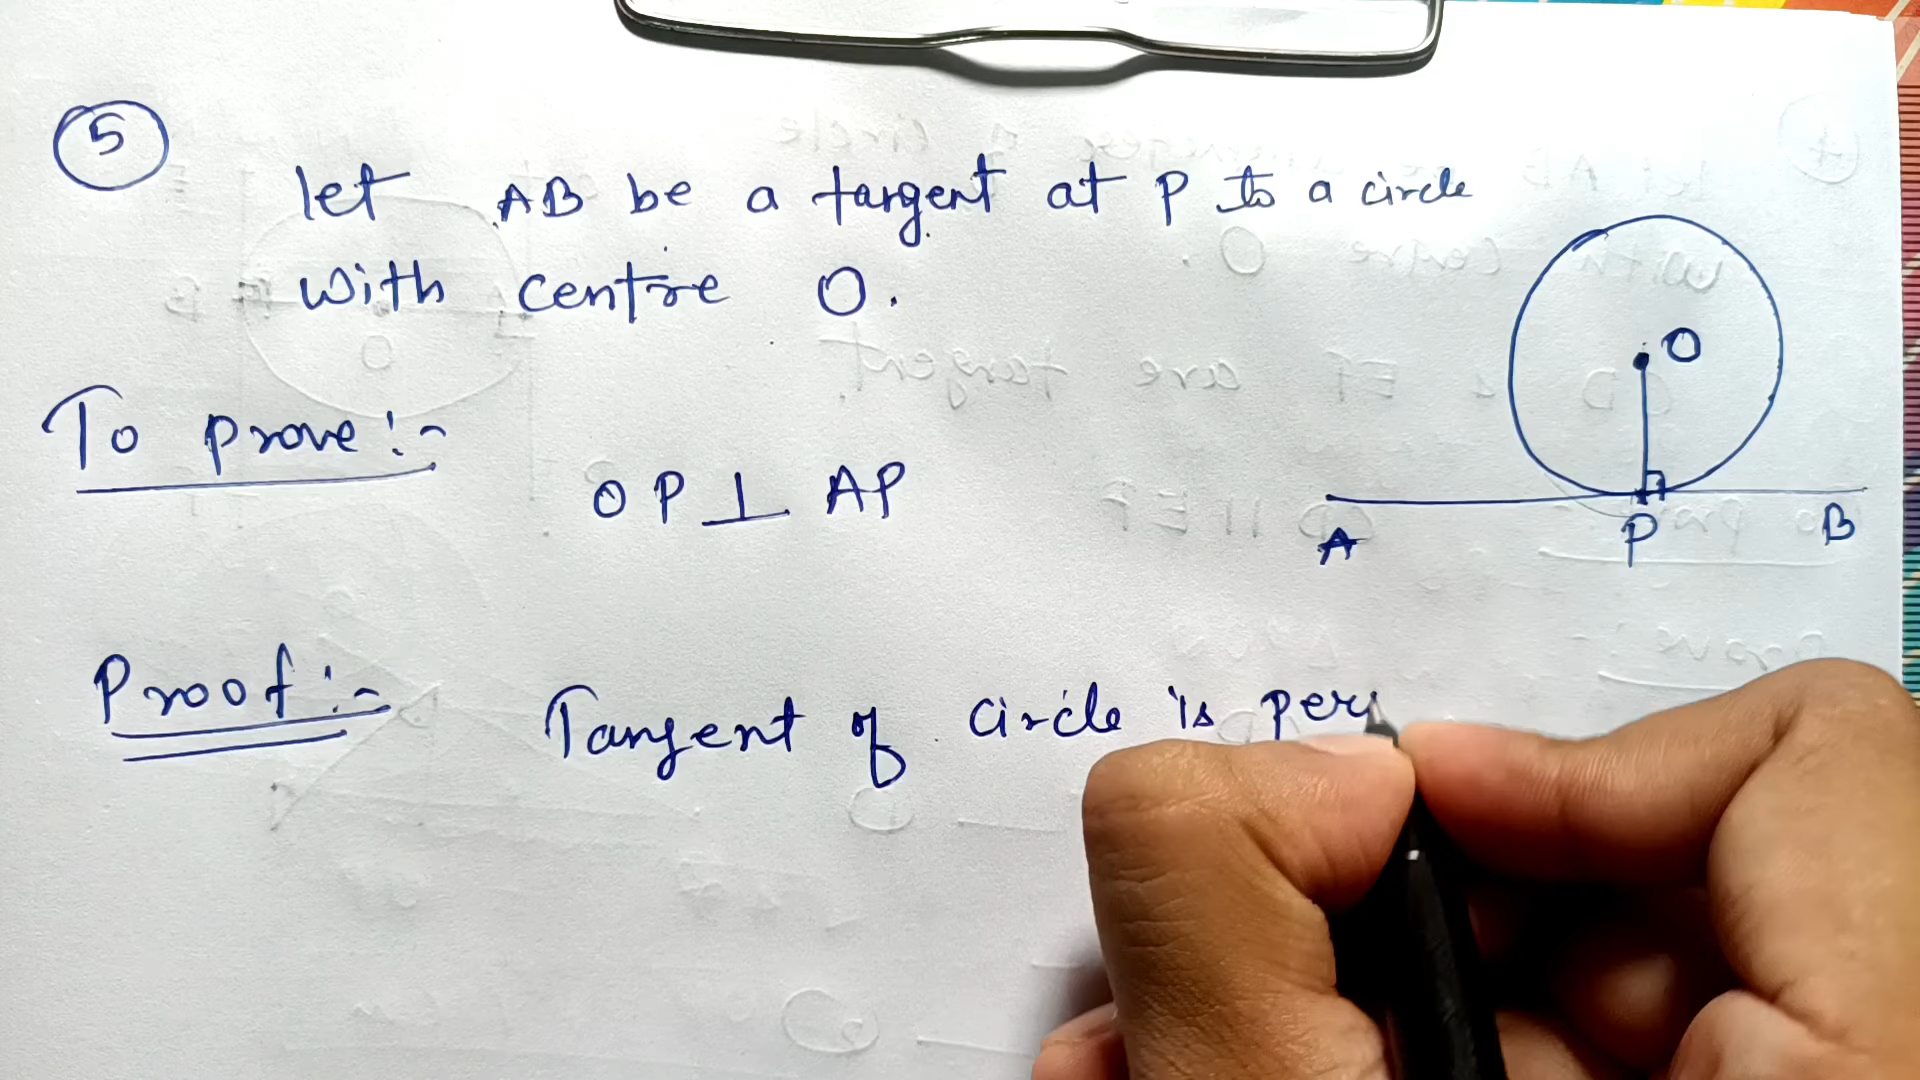 5
let AB be a tangent at P to a circle
with centre O.
To prove:-
OP⊥ AP
O
A P B
Proof:- Tangent of circle is per